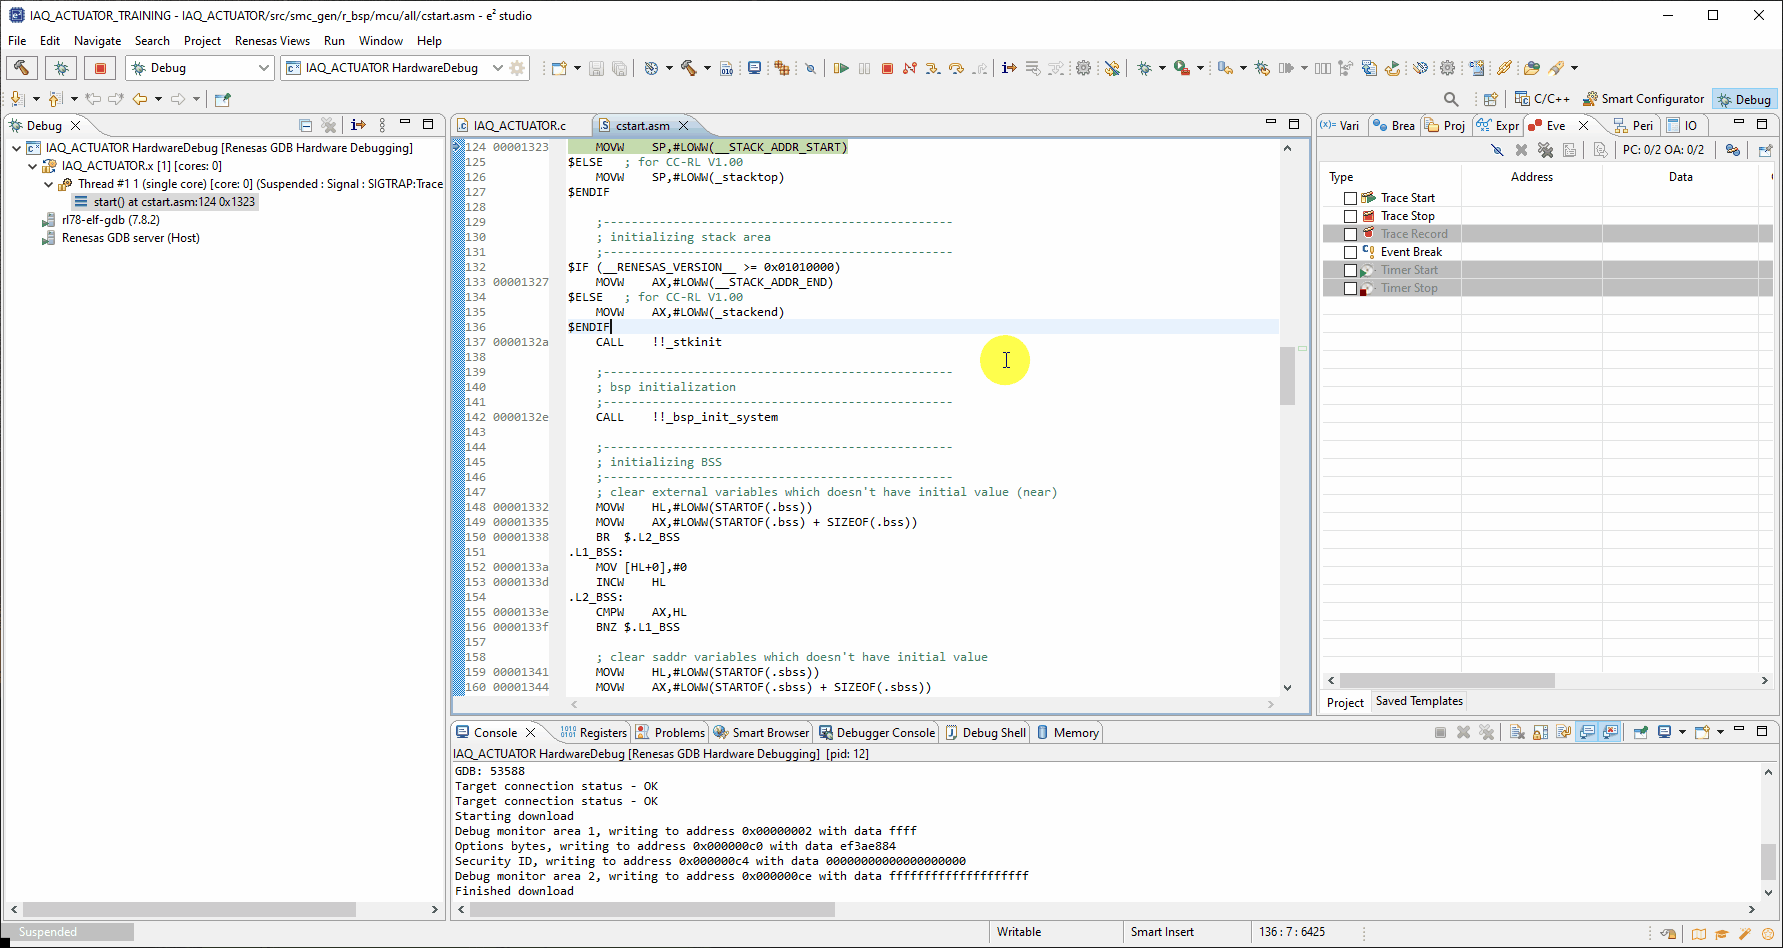 IAQ_ACTUATOR_TRAINING - IAQ_ACTUATOR/src/smc_gen/r_bsp/mcu/all/cstart.asm - e² studio
File Edit Navigate Search Project Renesas Views Run Window Help
Debug IAQ_ACTUATOR HardwareDebug
C/C++ Smart Configurator Debug
Debug
IAQ_ACTUATOR HardwareDebug [Renesas GDB Hardware Debugging]
IAQ_ACTUATOR.x [1] [cores: 0]
Thread #1 1 (single core) [core: 0] (Suspended : Signal : SIGTRAP:Trace
start() at cstart.asm:124 0x1323
rl78-elf-gdb (7.8.2)
Renesas GDB server (Host)
IAQ_ACTUATOR.c cstart.asm
124 00001323 MOVW SP,#LOWW(__STACK_ADDR_START)
125 $ELSE ; for CC-RL V1.00
126 MOVW SP,#LOWW(_stacktop)
127 $ENDIF
128
129 ;--------------------------------------------------
130 ; initializing stack area
131 ;--------------------------------------------------
132 $IF (__RENESAS_VERSION__ >= 0x01010000)
133 00001327 MOVW AX,#LOWW(__STACK_ADDR_END)
134 $ELSE ; for CC-RL V1.00
135 MOVW AX,#LOWW(_stackend)
136 $ENDIF
137 0000132a CALL !!_stkinit
138
139 ;--------------------------------------------------
140 ; bsp initialization
141 ;--------------------------------------------------
142 0000132e CALL !!_bsp_init_system
143
144 ;--------------------------------------------------
145 ; initializing BSS
146 ;--------------------------------------------------
147 ; clear external variables which doesn't have initial value (near)
148 00001332 MOVW HL,#LOWW(STARTOF(.bss))
149 00001335 MOVW AX,#LOWW(STARTOF(.bss) + SIZEOF(.bss))
150 00001338 BR $.L2_BSS
151 .L1_BSS:
152 0000133a MOV [HL+0],#0
153 0000133d INCW HL
154 .L2_BSS:
155 0000133e CMPW AX,HL
156 0000133f BNZ $.L1_BSS
157
158 ; clear saddr variables which doesn't have initial value
159 00001341 MOVW HL,#LOWW(STARTOF(.sbss))
160 00001344 MOVW AX,#LOWW(STARTOF(.sbss) + SIZEOF(.sbss))
Vari Brea Proj Expr Eve Peri IO
PC: 0/2 OA: 0/2
Type Address Data
Trace Start
Trace Stop
Trace Record
Event Break
Timer Start
Timer Stop
Project Saved Templates
Console Registers Problems Smart Browser Debugger Console Debug Shell Memory
IAQ_ACTUATOR HardwareDebug [Renesas GDB Hardware Debugging] [pid: 12]
GDB: 53588
Target connection status - OK
Target connection status - OK
Starting download
Debug monitor area 1, writing to address 0x00000002 with data ffff
Options bytes, writing to address 0x000000c0 with data ef3ae884
Security ID, writing to address 0x000000c4 with data 00000000000000000000
Debug monitor area 2, writing to address 0x000000ce with data ffffffffffffffffffff
Finished download
Suspended Writable Smart Insert 136 : 7 : 6425